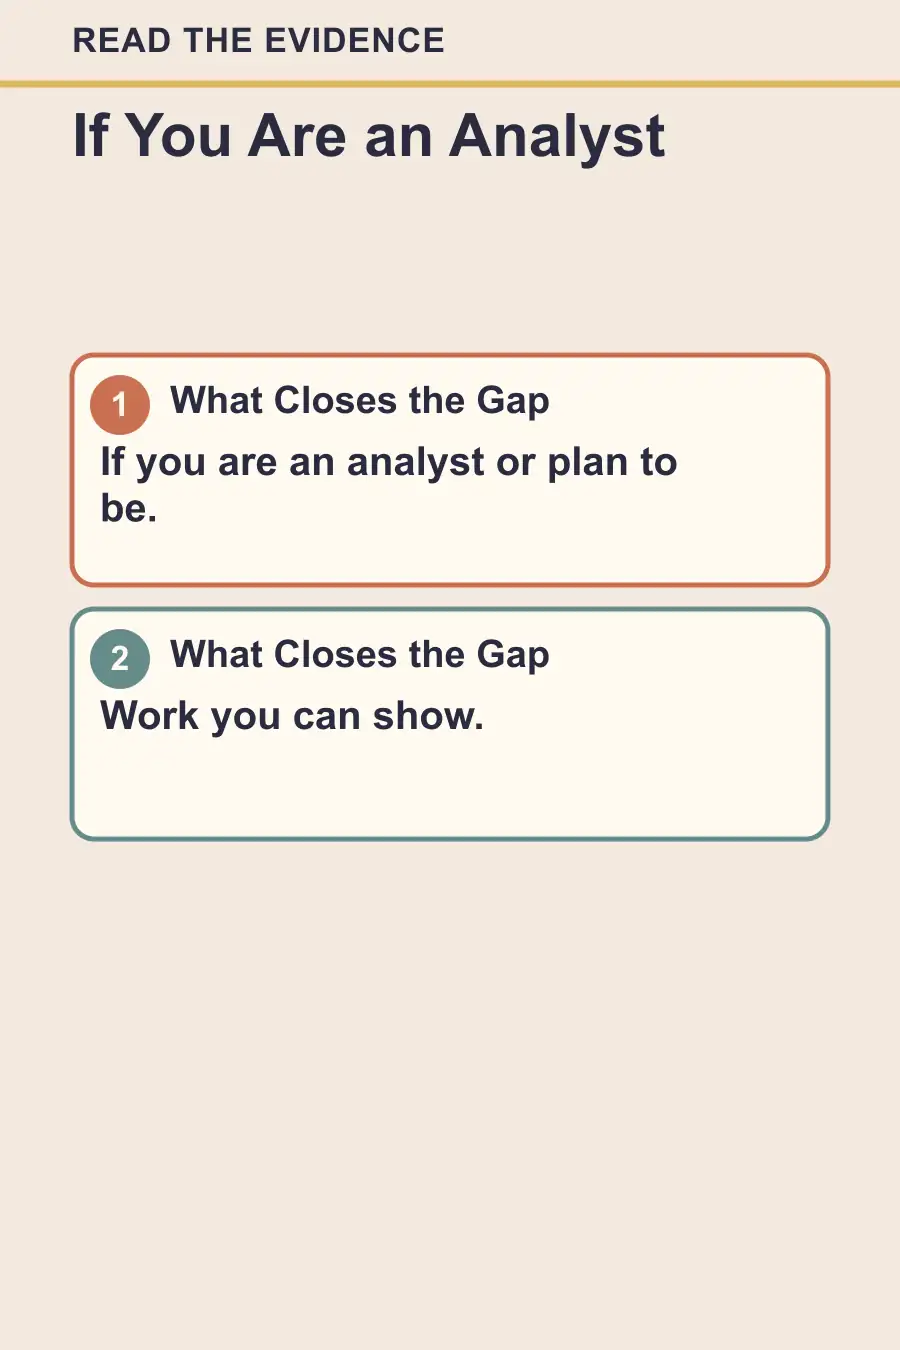 READ THE EVIDENCE
If You Are an Analyst
1 What Closes the Gap
If you are an analyst or plan to
be.
2 What Closes the Gap
Work you can show.